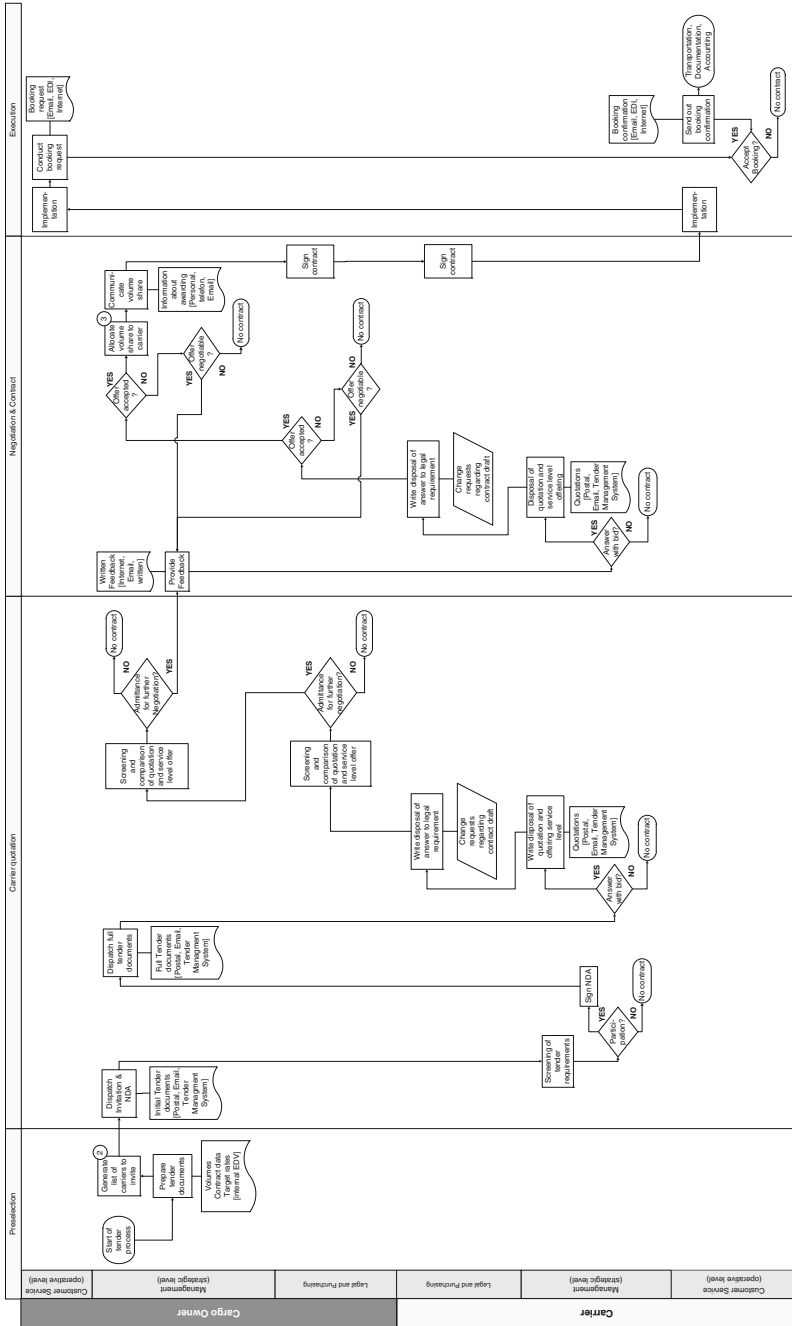 Preselection
Carrier quotation
Negotiation & Contract
Execution
Cargo Owner
Customer Service
(operative level)
Management
(strategic level)
Legal and Purchasing
Carrier
Legal and Purchasing
Management
(strategic level)
Customer Service
(operative level)
Start of
tender
process
Prepare
tender
documents
Volumes
Contract data
Target rates
[internal EDV]
2
Generate
list of
carriers to
invite
Dispatch
Invitation &
NDA
Initial Tender
documents
[Postal, Email,
Tender
Managment
System]
Screening of
tender
requirements
Partici-
pation?
YES
NO
No contract
Sign NDA
Dispatch full
tender
documents
Full Tender
documents
[Postal, Email,
Tender
Managment
System]
Answer
with bid?
YES
NO
No contract
Write disposal of
quotation and
offering service
level
Quotations
[Postal,
Email, Tender
Management
System]
Write disposal of
answer to legal
requirement
Change
requests
regarding
contract draft
Screening
and
comparison
of quotation
and service
level offer
Admittance
for further
negotiation?
YES
NO
No contract
Screening
and
comparison
of quotation
and service
level offer
Admittance
for further
Negotiation?
NO
YES
No contract
Written
Feedback
[Internet,
Email,
written]
Provide
Feedback
Answer
with bid?
YES
NO
No contract
Disposal of
quotation and
service level
offering
Quotations
[Postal,
Email, Tender
Management
System]
Write disposal of
answer to legal
requirement
Change
requests
regarding
contract draft
Offer
accepted
?
YES
NO
Offer
negotiable
?
YES
NO
No contract
Offer
accepted
?
YES
NO
Offer
negotiable
?
YES
NO
No contract
3
Allocate
volume
share to
carrier
Communi-
cate
volume
share
Information
about
awarding
[Personal,
telefon,
Email]
Sign
contract
Sign
contract
Implemen-
tation
Implemen-
tation
Conduct
booking
request
Booking
request
[Email, EDI,
Internet]
Accept
Booking?
YES
NO
No contract
Send out
booking
confirmation
Booking
confirmation
[Email, EDI,
Internet]
Transportation,
Documentation,
Accounting